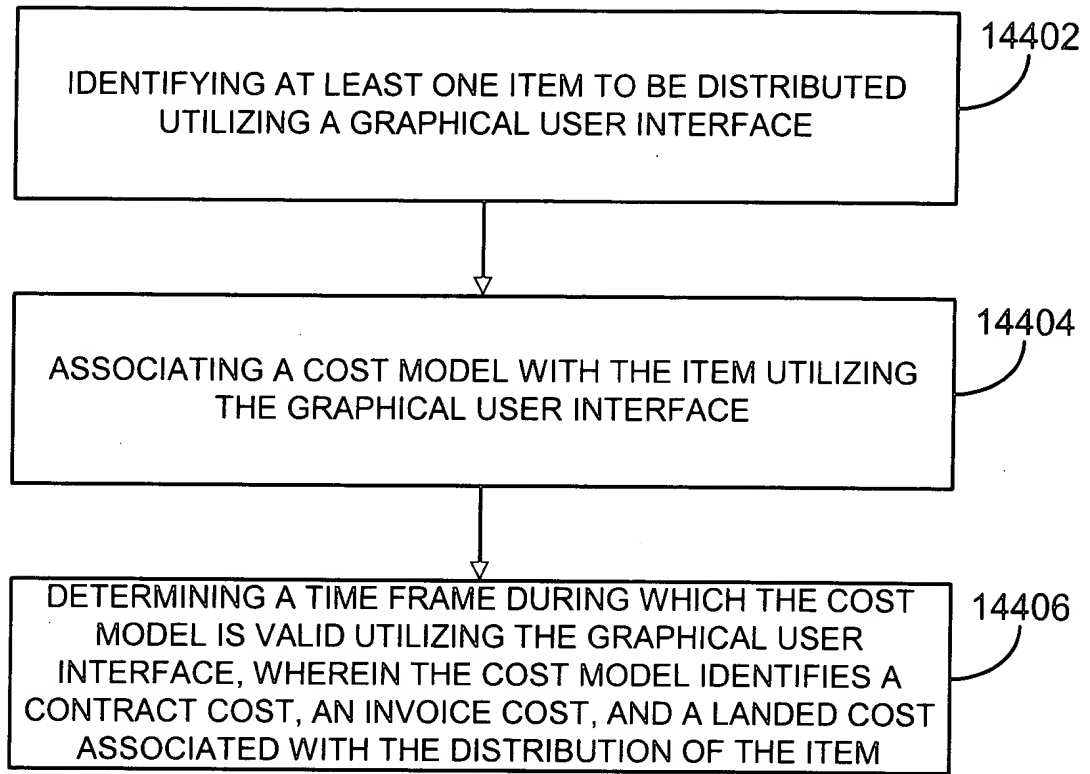 14402
IDENTIFYING AT LEAST ONE ITEM TO BE DISTRIBUTED
UTILIZING A GRAPHICAL USER INTERFACE
14404
ASSOCIATING A COST MODEL WITH THE ITEM UTILIZING
THE GRAPHICAL USER INTERFACE
14406
DETERMINING A TIME FRAME DURING WHICH THE COST
MODEL IS VALID UTILIZING THE GRAPHICAL USER
INTERFACE, WHEREIN THE COST MODEL IDENTIFIES A
CONTRACT COST, AN INVOICE COST, AND A LANDED COST
ASSOCIATED WITH THE DISTRIBUTION OF THE ITEM